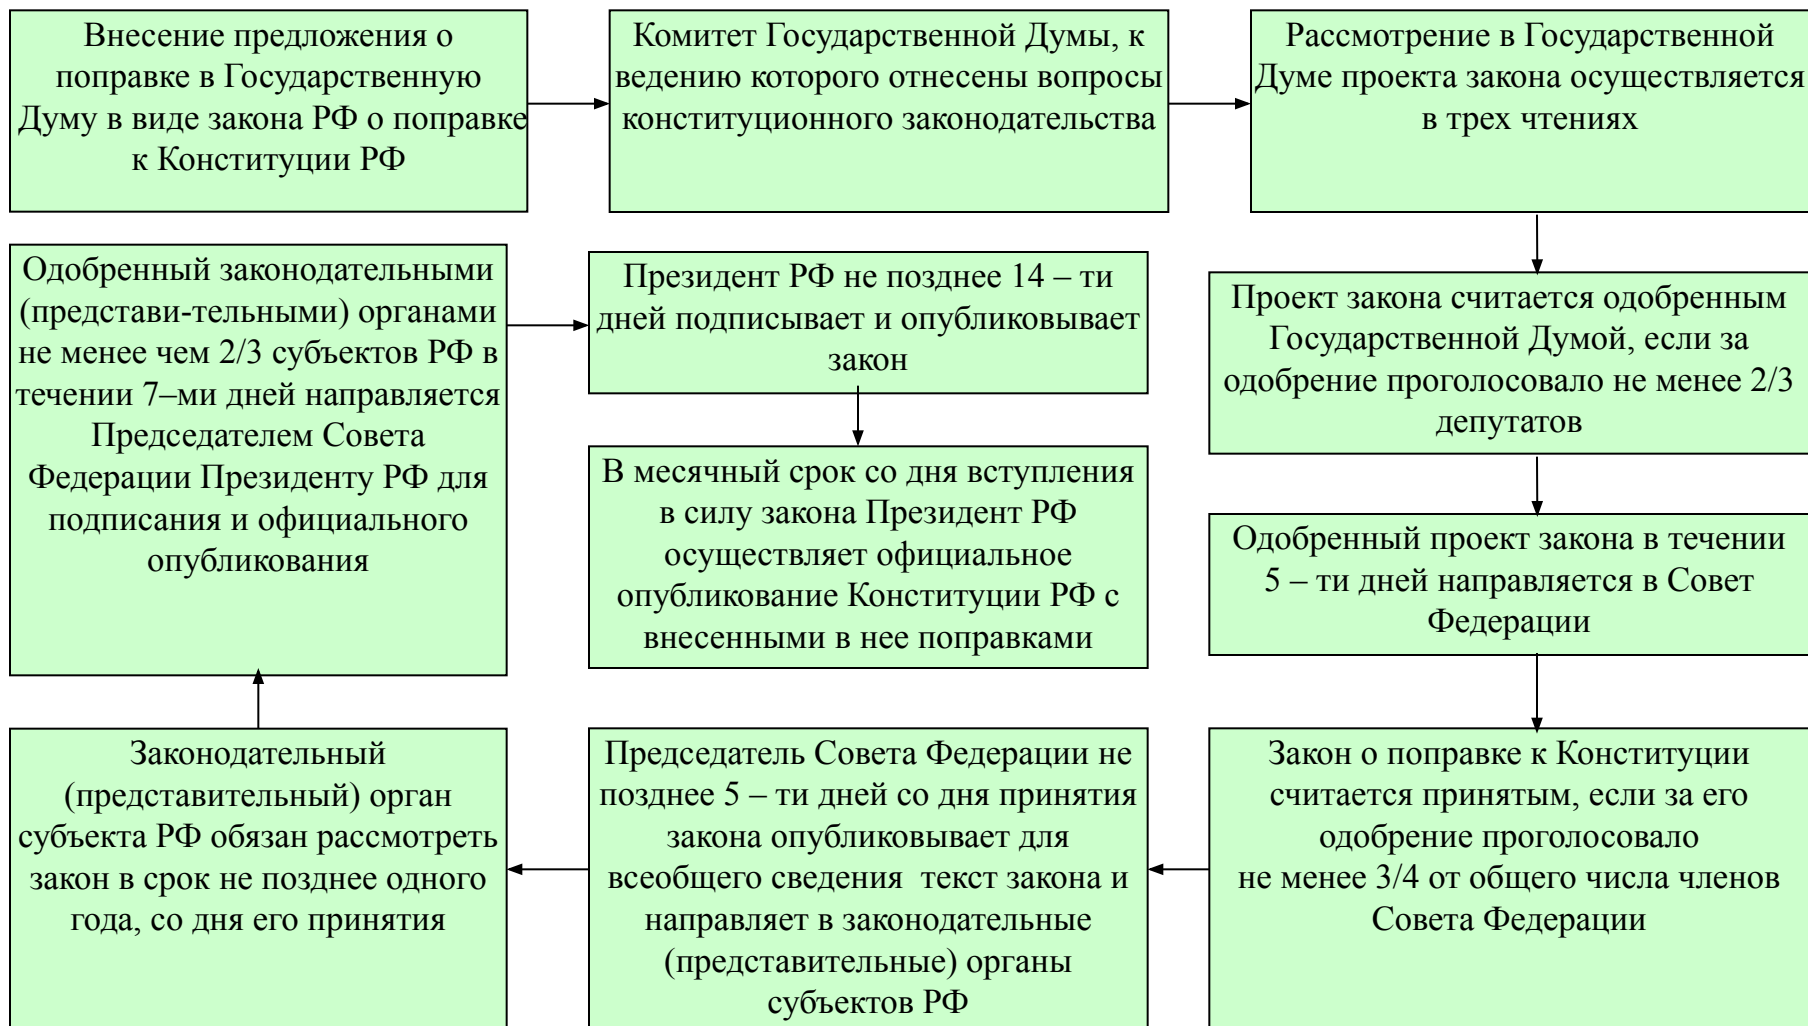 Внесение предложения о
поправке в Государственную
Думу в виде закона РФ о поправке
к Конституции РФ
Комитет Государственной Думы, к
ведению которого отнесены вопросы
конституционного законодательства
Рассмотрение в Государственной
Думе проекта закона осуществляется
в трех чтениях
Проект закона считается одобренным
Государственной Думой, если за
одобрение проголосовало не менее 2/3
депутатов
Одобренный проект закона в течении
5 – ти дней направляется в Совет
Федерации
Закон о поправке к Конституции
считается принятым, если за его
одобрение проголосовало
не менее 3/4 от общего числа членов
Совета Федерации
Председатель Совета Федерации не
позднее 5 – ти дней со дня принятия
закона опубликовывает для
всеобщего сведения  текст закона и
направляет в законодательные
(представительные) органы
субъектов РФ
Законодательный
(представительный) орган
субъекта РФ обязан рассмотреть
закон в срок не позднее одного
года, со дня его принятия
Одобренный законодательными
(представи-тельными) органами
не менее чем 2/3 субъектов РФ в
течении 7–ми дней направляется
Председателем Совета
Федерации Президенту РФ для
подписания и официального
опубликования
Президент РФ не позднее 14 – ти
дней подписывает и опубликовывает
закон
В месячный срок со дня вступления
в силу закона Президент РФ
осуществляет официальное
опубликование Конституции РФ с
внесенными в нее поправками